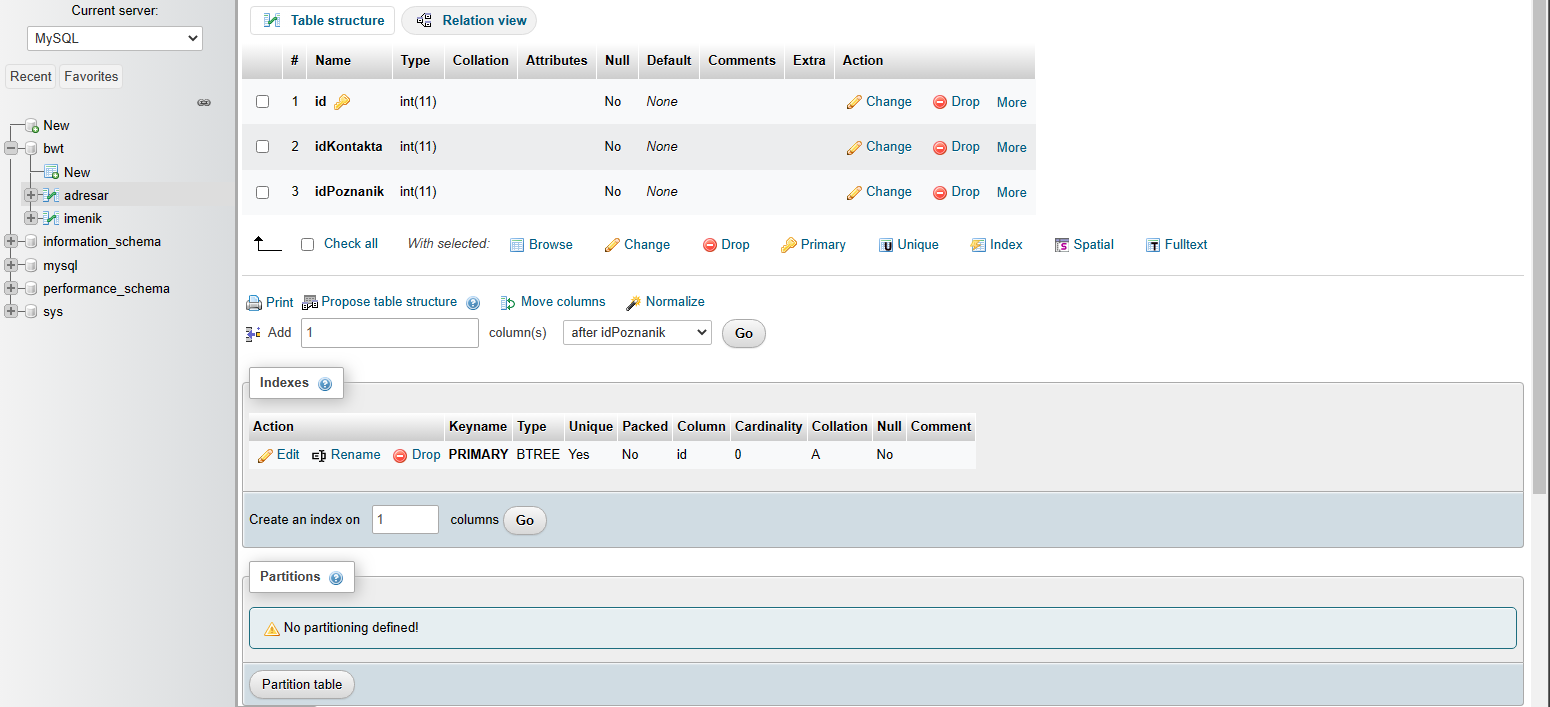 Current server:
MySQL
Recent Favorites
New
bwt
New
adresar
imenik
information_schema
mysql
performance_schema
sys
Table structure Relation view
# Name Type Collation Attributes Null Default Comments Extra Action
1 id int(11) No None Change Drop More
2 idKontakta int(11) No None Change Drop More
3 idPoznanik int(11) No None Change Drop More
Check all With selected: Browse Change Drop Primary Unique Index Spatial Fulltext
Print Propose table structure Move columns Normalize
Add 1 column(s) after idPoznanik Go
Indexes
Action Keyname Type Unique Packed Column Cardinality Collation Null Comment
Edit Rename Drop PRIMARY BTREE Yes No id 0 A No
Create an index on 1 columns Go
Partitions
No partitioning defined!
Partition table